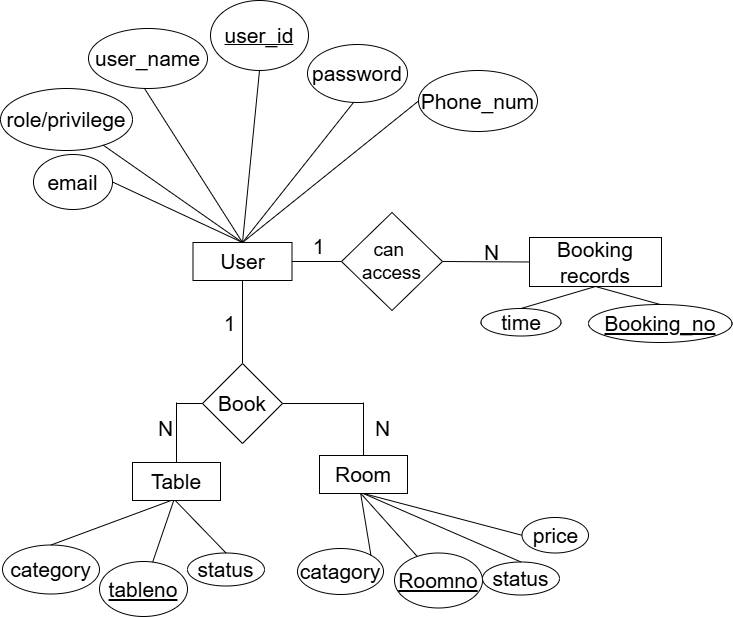 user_id
user_name
password
Phone_num
role/privilege
email
User
1
can
access
N
Booking
records
time
Booking_no
1
Book
N
N
Table
Room
category
tableno
status
catagory
Roomno
status
price